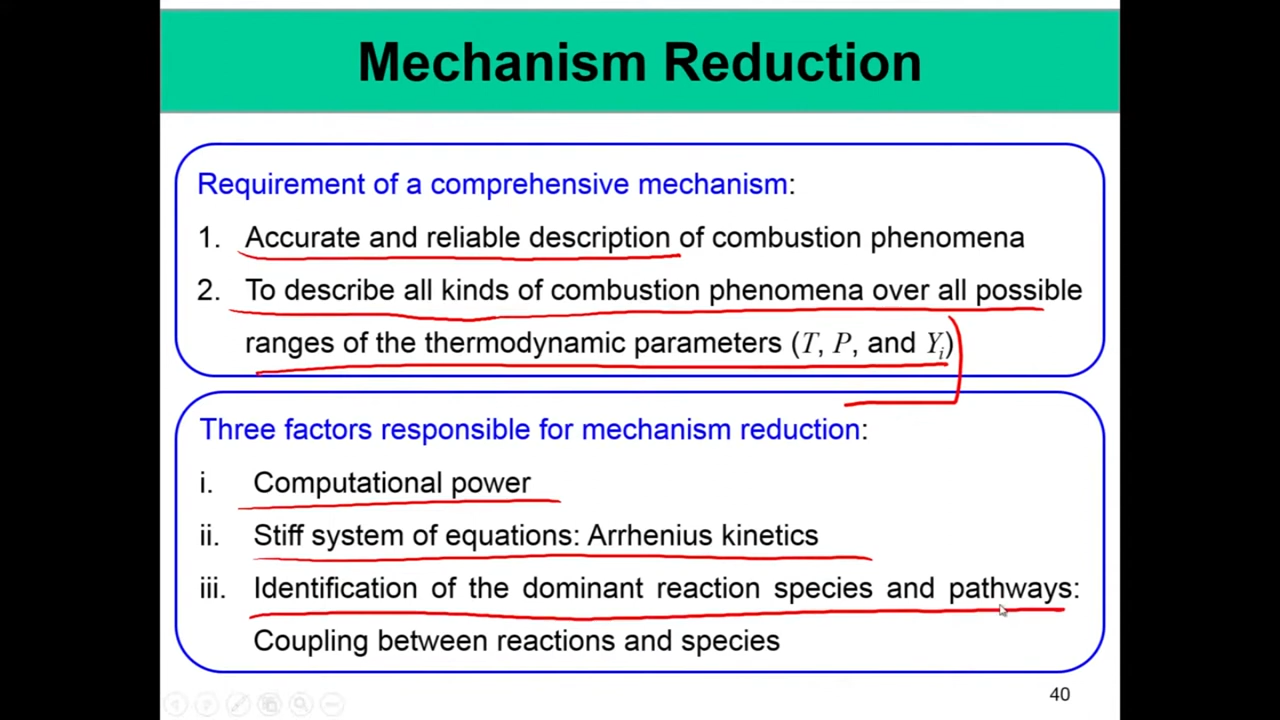 Mechanism Reduction
Requirement of a comprehensive mechanism:
1. Accurate and reliable description of combustion phenomena
2. To describe all kinds of combustion phenomena over all possible
ranges of the thermodynamic parameters (T, P, and Yᵢ)
Three factors responsible for mechanism reduction:
i. Computational power
ii. Stiff system of equations: Arrhenius kinetics
iii. Identification of the dominant reaction species and pathways:
Coupling between reactions and species
40